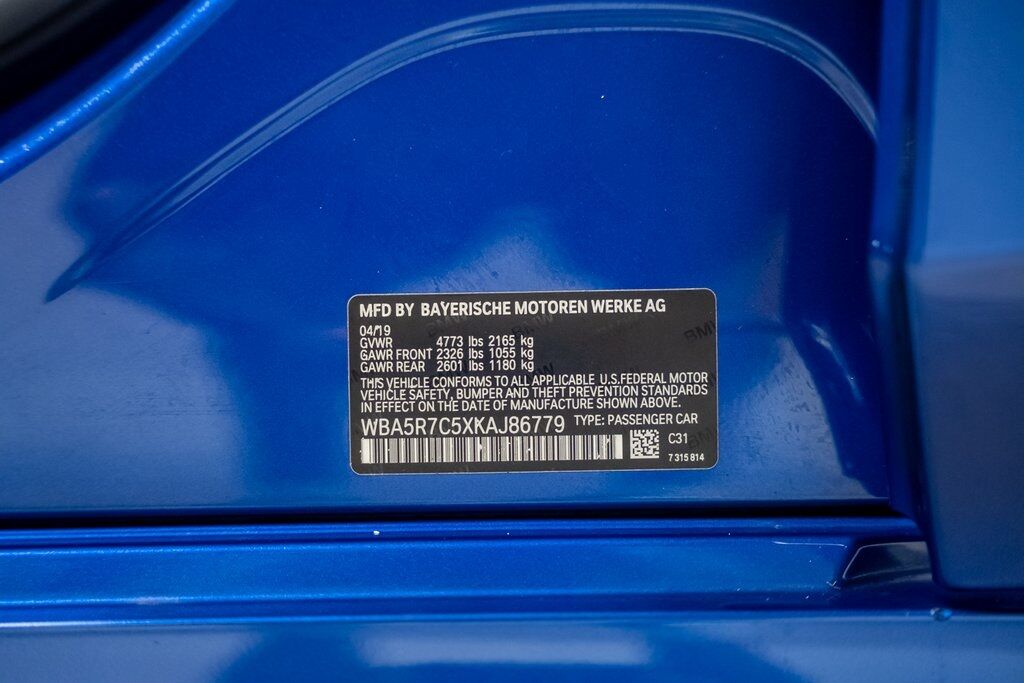 MFD BY BAYERISCHE MOTOREN WERKE AG
04/19
GVWR 4773 lbs 2165 kg
GAWR FRONT 2326 lbs 1055 kg
GAWR REAR 2601 lbs 1180 kg
THIS VEHICLE CONFORMS TO ALL APPLICABLE U.S.FEDERAL MOTOR
VEHICLE SAFETY, BUMPER AND THEFT PREVENTION STANDARDS
IN EFFECT ON THE DATE OF MANUFACTURE SHOWN ABOVE.
WBA5R7C5XKAJ86779 TYPE: PASSENGER CAR
C31
7 315 814